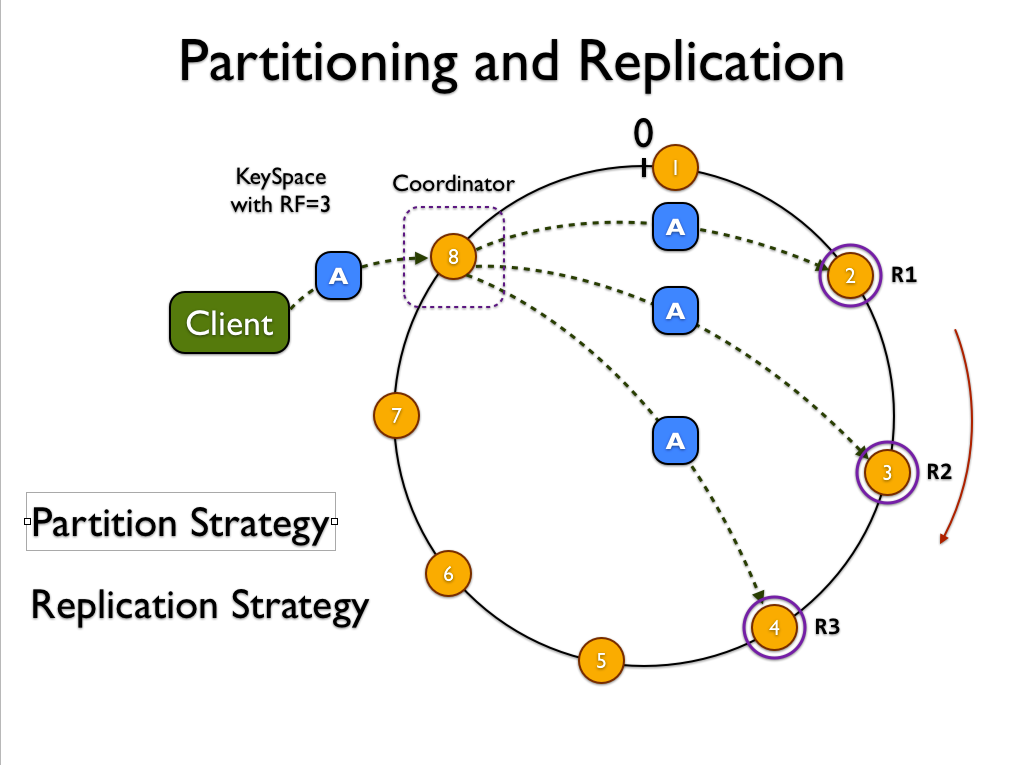 Partitioning and Replication
0
1
KeySpace
with RF=3
Coordinator
A
8
A
2
R1
A
Client
A
7
3
R2
Partition Strategy
6
Replication Strategy
4
R3
5